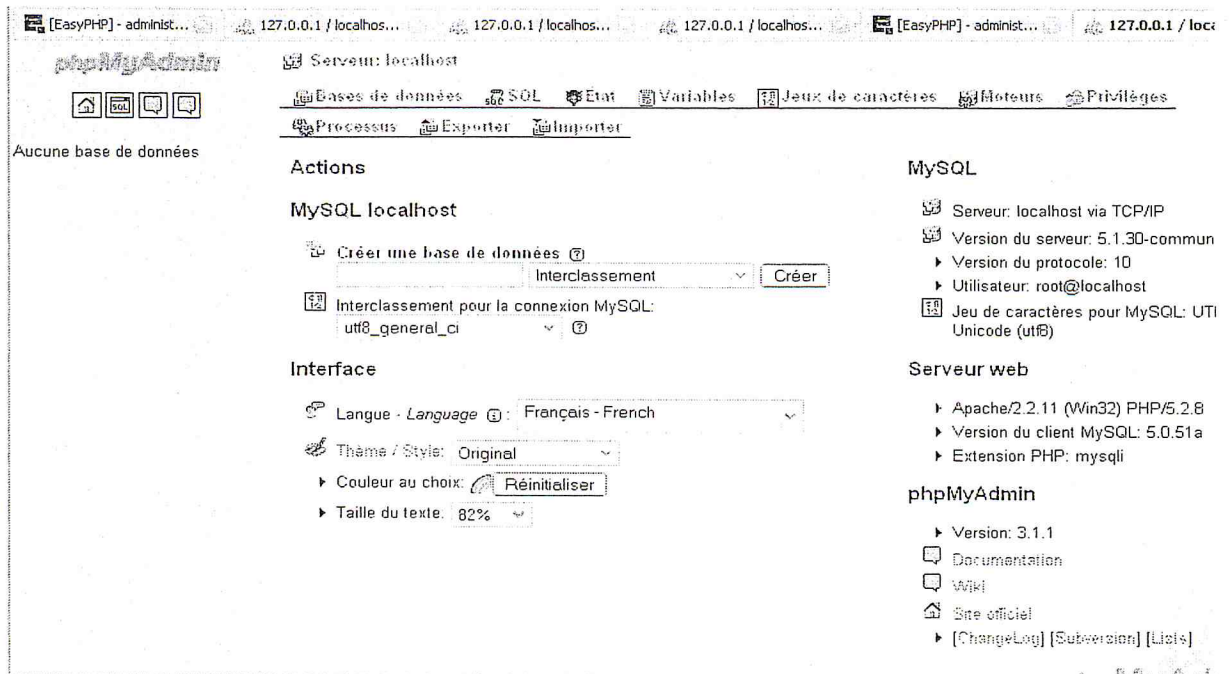 [EasyPHP] - administ... 127.0.0.1 / localhos... 127.0.0.1 / localhos... 127.0.0.1 / localhos... [EasyPHP] - administ... 127.0.0.1 / loca
phpMyAdmin
SQL
Aucune base de données
Serveur: localhost
Bases de données SQL État Variables Jeux de caractères Moteurs Privilèges
Processus Exporter Importer
Actions
MySQL localhost
Créer une base de données
Interclassement Créer
Interclassement pour la connexion MySQL:
utf8_general_ci
Interface
Langue - Language : Français - French
Thème / Style: Original
Couleur au choix: Réinitialiser
Taille du texte: 82%
MySQL
Serveur: localhost via TCP/IP
Version du serveur: 5.1.30-commun
Version du protocole: 10
Utilisateur: root@localhost
Jeu de caractères pour MySQL: UTI
Unicode (utf8)
Serveur web
Apache/2.2.11 (Win32) PHP/5.2.8
Version du client MySQL: 5.0.51a
Extension PHP: mysqli
phpMyAdmin
Version: 3.1.1
Documentation
Wiki
Site officiel
[ChangeLog] [Subversion] [Lists]